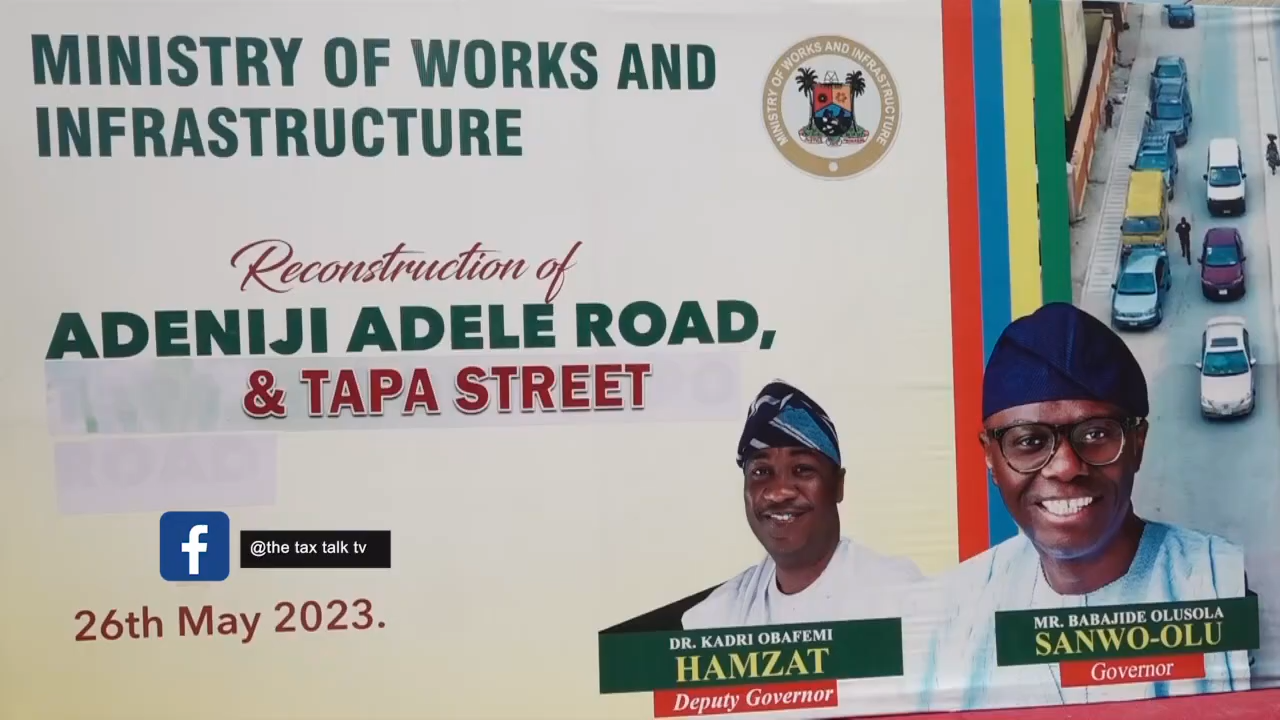 MINISTRY OF WORKS AND
INFRASTRUCTURE
MINISTRY OF WORKS AND INFRASTRUCTURE
Reconstruction of
ADENIJI ADELE ROAD,
& TAPA STREET
ROAD
f
@the tax talk tv
26th May 2023.
DR. KADRI OBAFEMI
HAMZAT
Deputy Governor
MR. BABAJIDE OLUSOLA
SANWO-OLU
Governor